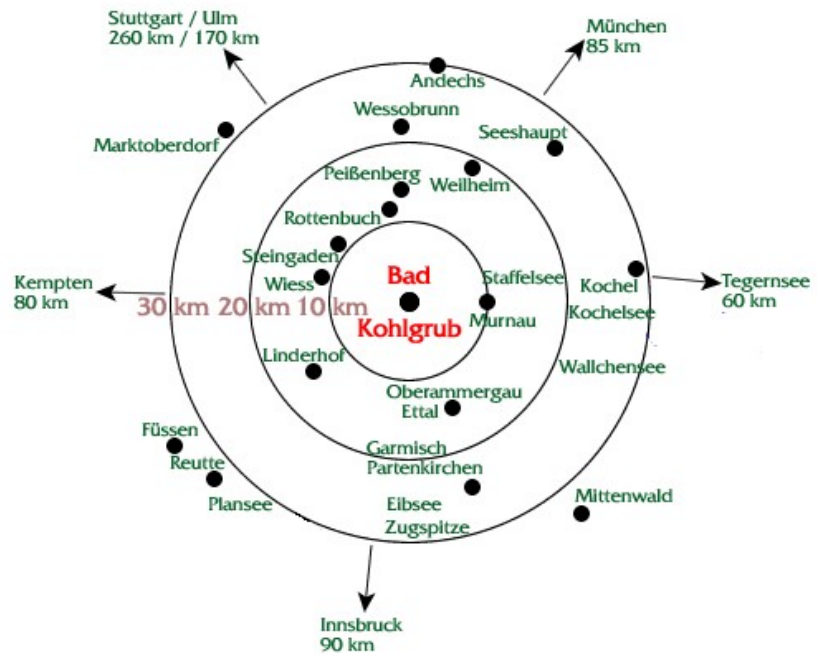 Stuttgart / Ulm
260 km / 170 km
München
85 km
Andechs
Wessobrunn
Seeshaupt
Marktoberdorf
Peißenberg
Weilheim
Rottenbuch
Steingaden
Wiess
Bad
Kohlgrub
Staffelsee
Murnau
Kochel
Kochelsee
Kempten
80 km
Tegernsee
60 km
30 km 20 km 10 km
Linderhof
Wallchensee
Oberammergau
Ettal
Füssen
Reutte
Plansee
Garmisch
Partenkirchen
Eibsee
Zugspitze
Mittenwald
Innsbruck
90 km